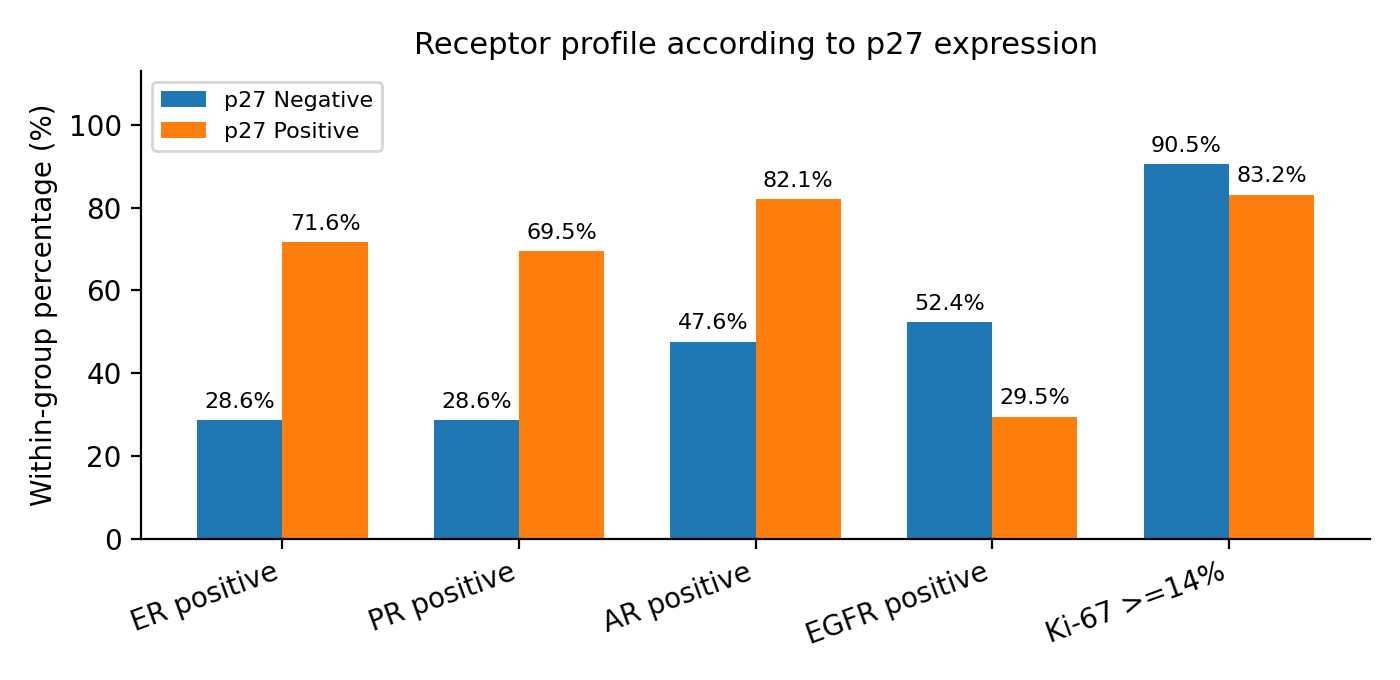 Receptor profile according to p27 expression
p27 Negative
p27 Positive
Within-group percentage (%)
100
80
60
40
20
0
28.6%
71.6%
28.6%
69.5%
47.6%
82.1%
52.4%
29.5%
90.5%
83.2%
ER positive
PR positive
AR positive
EGFR positive
Ki-67 >=14%